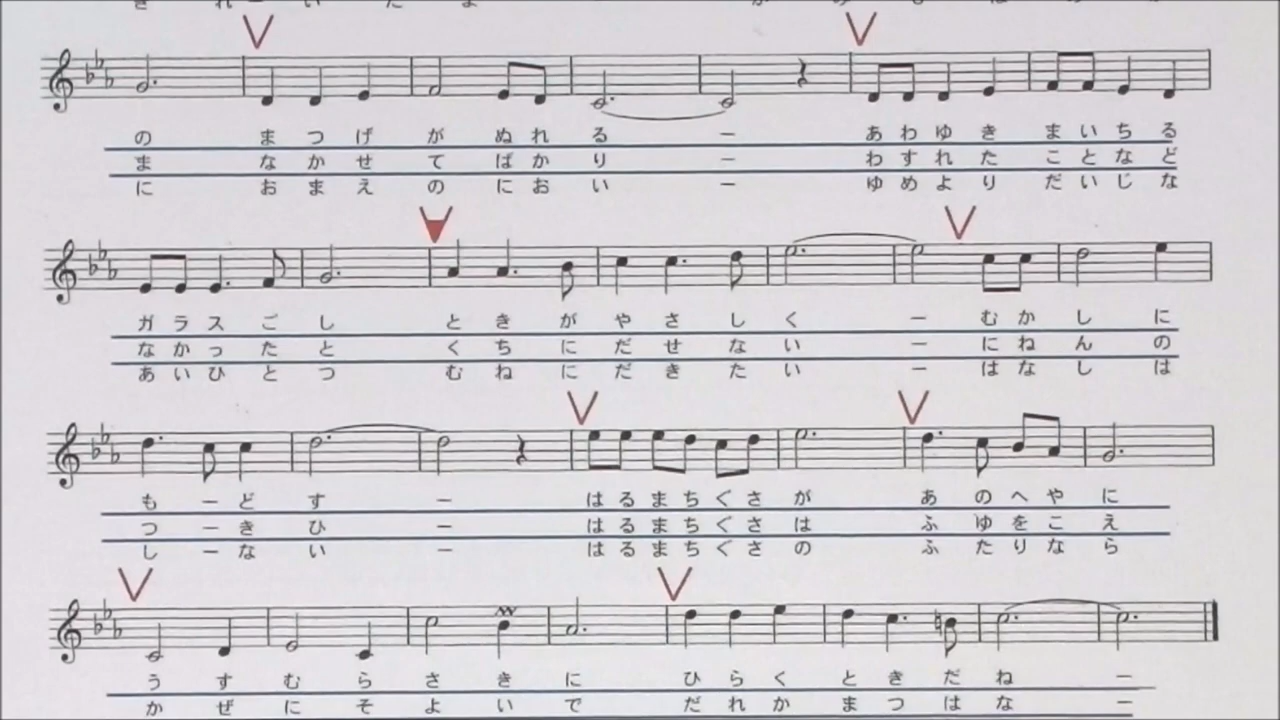 の まつげ が ぬれ る ー あわゆき まいちる
ま なかせ て ばか り ー わすれた ことなど
に おまえ の にお い ー ゆめより だいじな
ガラスご し ときが やさし く ー むかし に
なかった と くちに だせない ー にねん の
あいひと つ むねに だきたい ー はなし は
もーど す ー はるまちくさ が あのへや に
つーき ひ ー はるまちくさ は ふゆをこ え
しーな い ー はるまちくさ の ふたりな ら
うす むら さき に ひらく ときだ ね ー
かぜ にそ よい で だれか まつは な ー